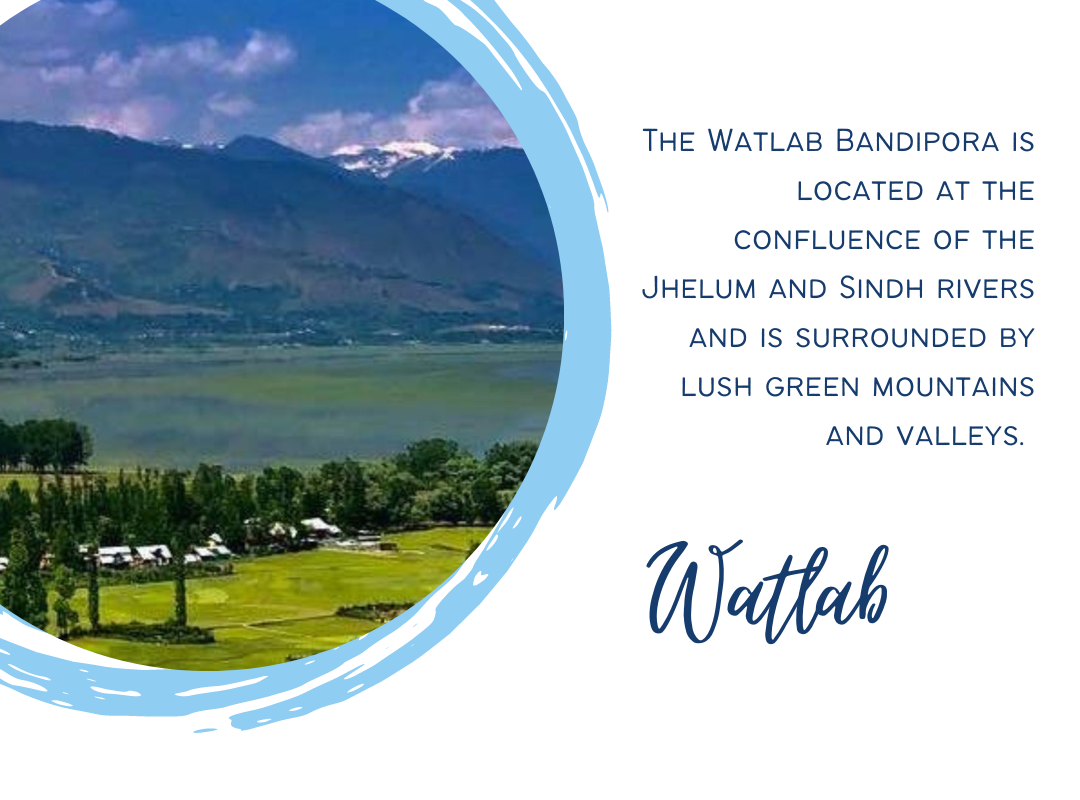 The Watlab Bandipora is
located at the
confluence of the
Jhelum and Sindh rivers
and is surrounded by
lush green mountains
and valleys.
Watlab